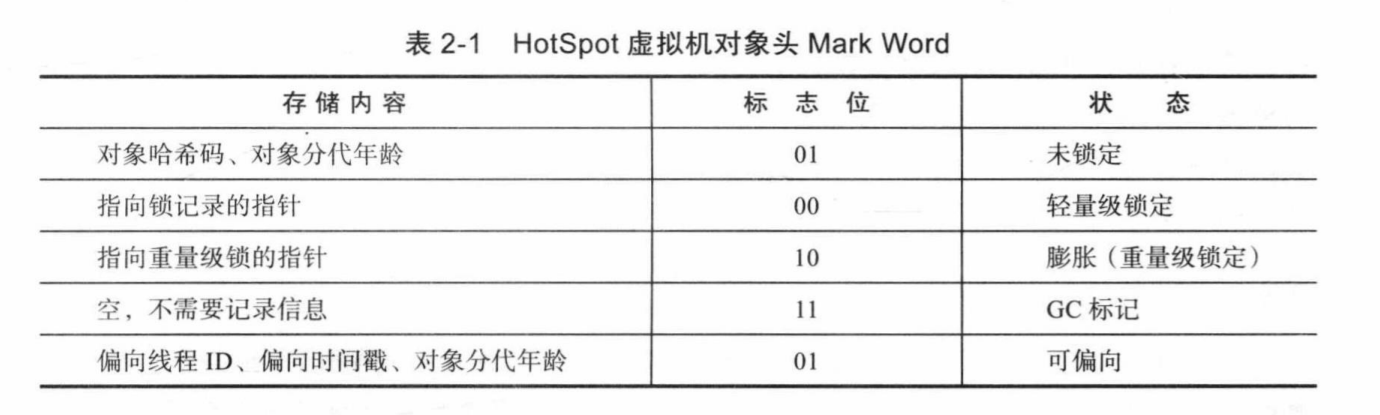 表 2-1 HotSpot 虚拟机对象头 Mark Word
存储内容 标志位 状态
对象哈希码、对象分代年龄 01 未锁定
指向锁记录的指针 00 轻量级锁定
指向重量级锁的指针 10 膨胀（重量级锁定）
空，不需要记录信息 11 GC 标记
偏向线程 ID、偏向时间戳、对象分代年龄 01 可偏向